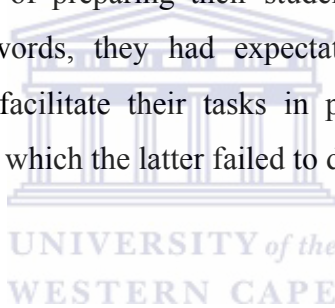 of preparing their studen
words, they had expectat
facilitate their tasks in p
which the latter failed to d
UNIVERSITY of the
WESTERN CAPE